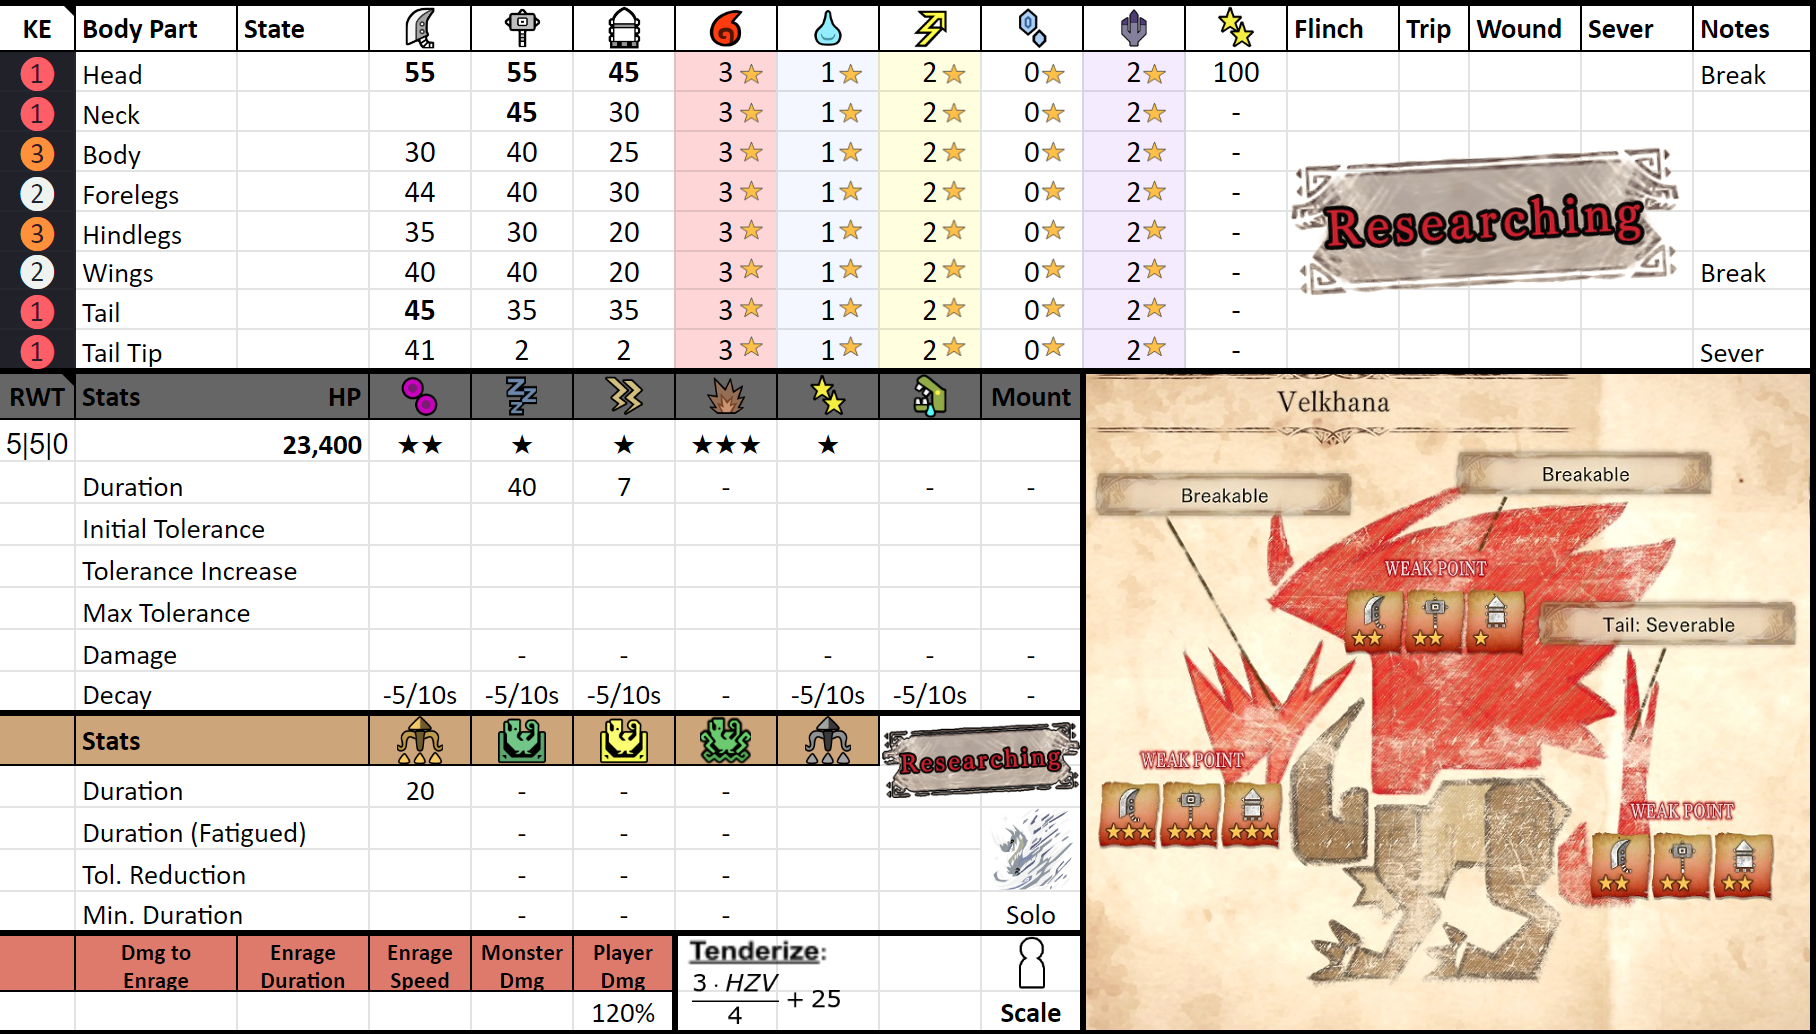 KE Body Part State Flinch Trip Wound Sever Notes
1 Head 55 55 45 3 1 2 0 2 100 Break
1 Neck 45 30 3 1 2 0 2 -
3 Body 30 40 25 3 1 2 0 2 -
2 Forelegs 44 40 30 3 1 2 0 2 -
3 Hindlegs 35 30 20 3 1 2 0 2 -
2 Wings 40 40 20 3 1 2 0 2 - Break
1 Tail 45 35 35 3 1 2 0 2 -
1 Tail Tip 41 2 2 3 1 2 0 2 - Sever
Researching
RWT Stats HP Mount
5|5|0 23,400 ★★ ★ ★ ★★★ ★
Duration 40 7 - - -
Initial Tolerance
Tolerance Increase
Max Tolerance
Damage - - - - -
Decay -5/10s -5/10s -5/10s - -5/10s -5/10s -
Stats
Researching
Duration 20 - - -
Duration (Fatigued) - - -
Tol. Reduction - - -
Min. Duration - - - Solo
Dmg to Enrage
Enrage Duration
Enrage Speed
Monster Dmg
Player Dmg
120%
Tenderize:
3 · HZV
4
+ 25
Scale
Velkhana
Breakable
Breakable
WEAK POINT
Tail: Severable
WEAK POINT
WEAK POINT